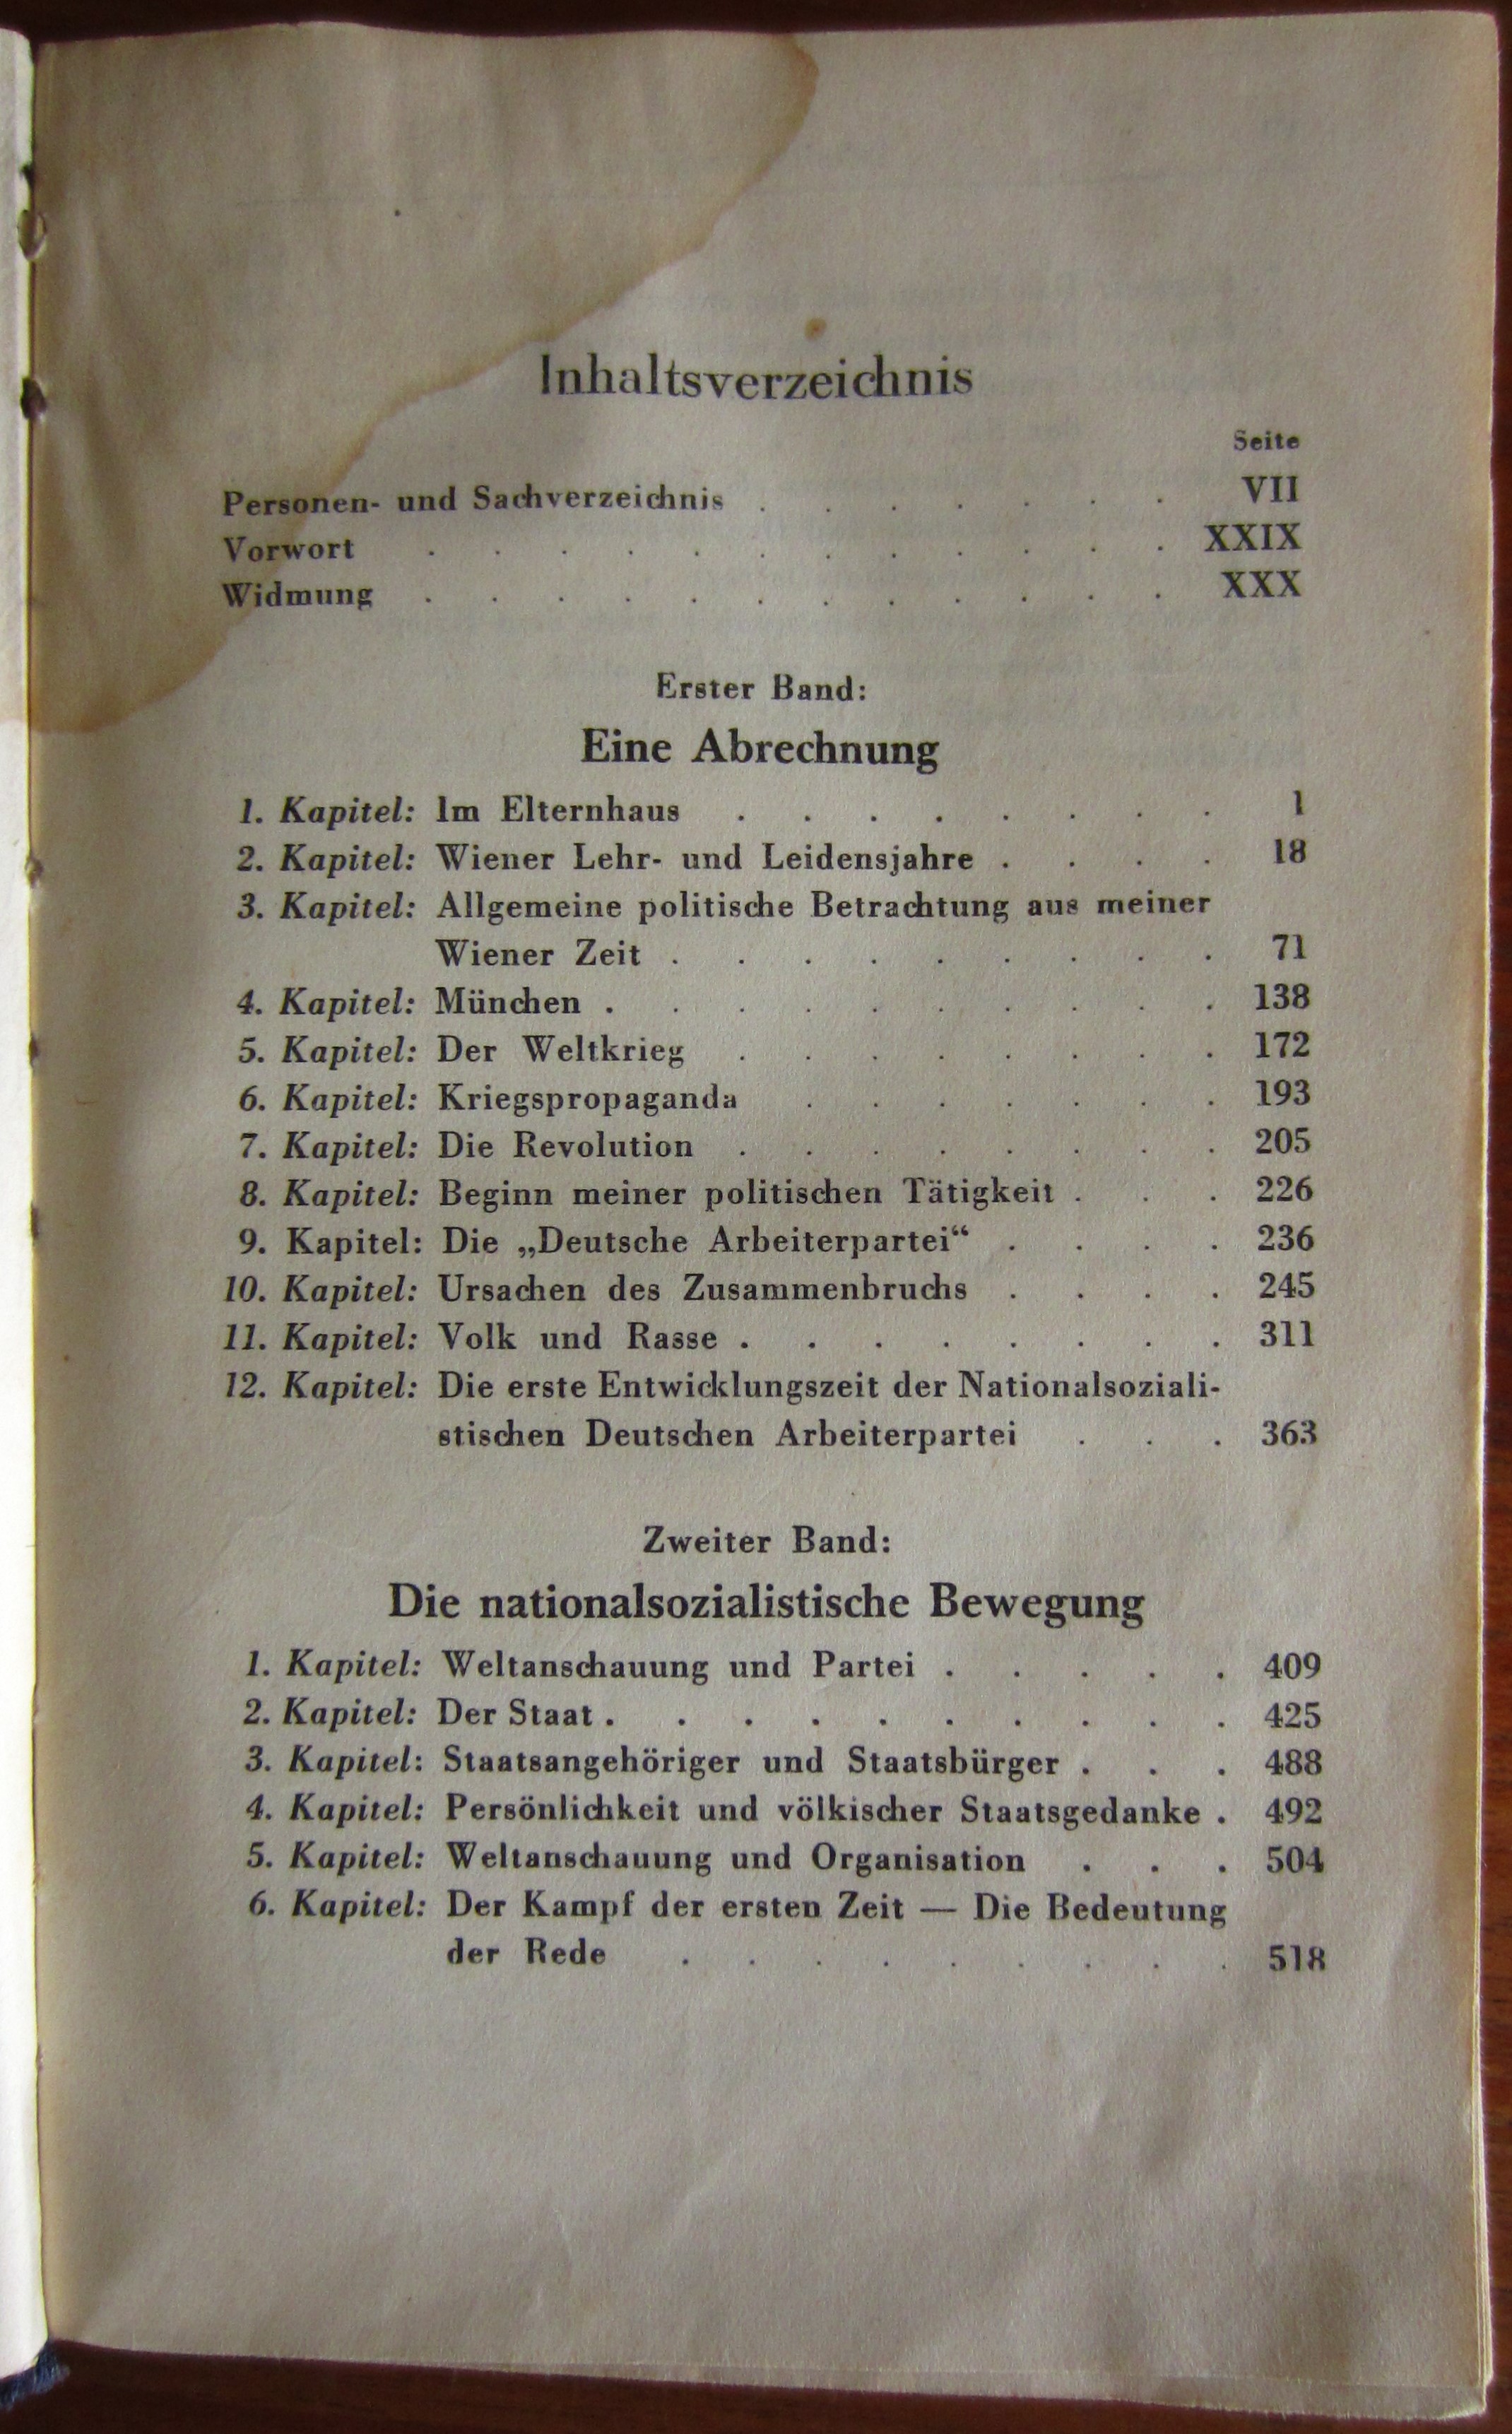 Inhaltsverzeichnis
Seite
Personen- und Sachverzeichnis . . . . . . . VII
Vorwort . . . . . . . . . . . . XXIX
Widmung . . . . . . . . . . . . XXX
Erster Band:
Eine Abrechnung
1. Kapitel: Im Elternhaus . . . . . . . . 1
2. Kapitel: Wiener Lehr- und Leidensjahre . . . . 18
3. Kapitel: Allgemeine politische Betrachtung aus meiner
Wiener Zeit . . . . . . . . . 71
4. Kapitel: München . . . . . . . . . . 138
5. Kapitel: Der Weltkrieg . . . . . . . . 172
6. Kapitel: Kriegspropaganda . . . . . . . 193
7. Kapitel: Die Revolution . . . . . . . . 205
8. Kapitel: Beginn meiner politischen Tätigkeit . . . 226
9. Kapitel: Die „Deutsche Arbeiterpartei“ . . . . 236
10. Kapitel: Ursachen des Zusammenbruchs . . . . 245
11. Kapitel: Volk und Rasse . . . . . . . . 311
12. Kapitel: Die erste Entwicklungszeit der Nationalsoziali-
stischen Deutschen Arbeiterpartei . . . 363
Zweiter Band:
Die nationalsozialistische Bewegung
1. Kapitel: Weltanschauung und Partei . . . . . 409
2. Kapitel: Der Staat . . . . . . . . . . 425
3. Kapitel: Staatsangehöriger und Staatsbürger . . . 488
4. Kapitel: Persönlichkeit und völkischer Staatsgedanke . 492
5. Kapitel: Weltanschauung und Organisation . . . 504
6. Kapitel: Der Kampf der ersten Zeit — Die Bedeutung
der Rede . . . . . . . . . 518